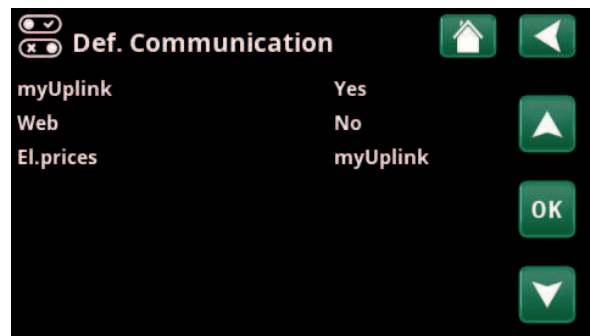 Def. Communication
myUplink Yes
Web No
El.prices myUplink
OK